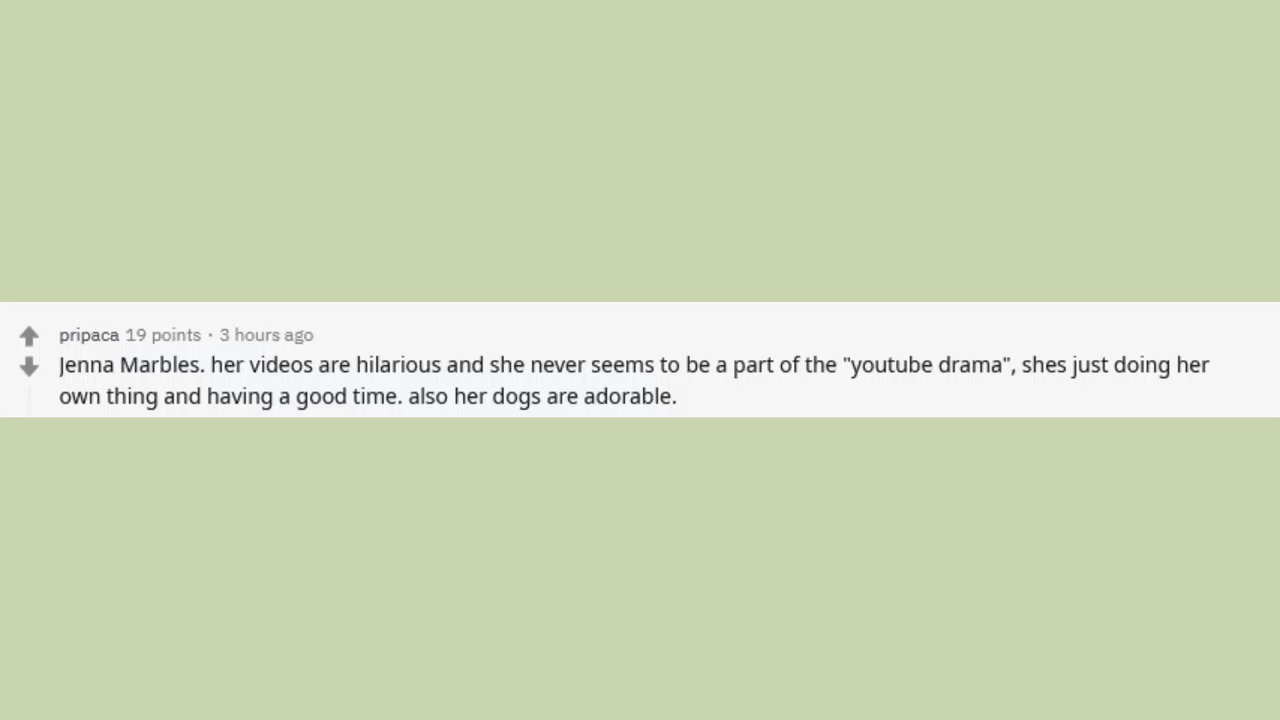 pripaca 19 points · 3 hours ago
Jenna Marbles. her videos are hilarious and she never seems to be a part of the "youtube drama", shes just doing her
own thing and having a good time. also her dogs are adorable.